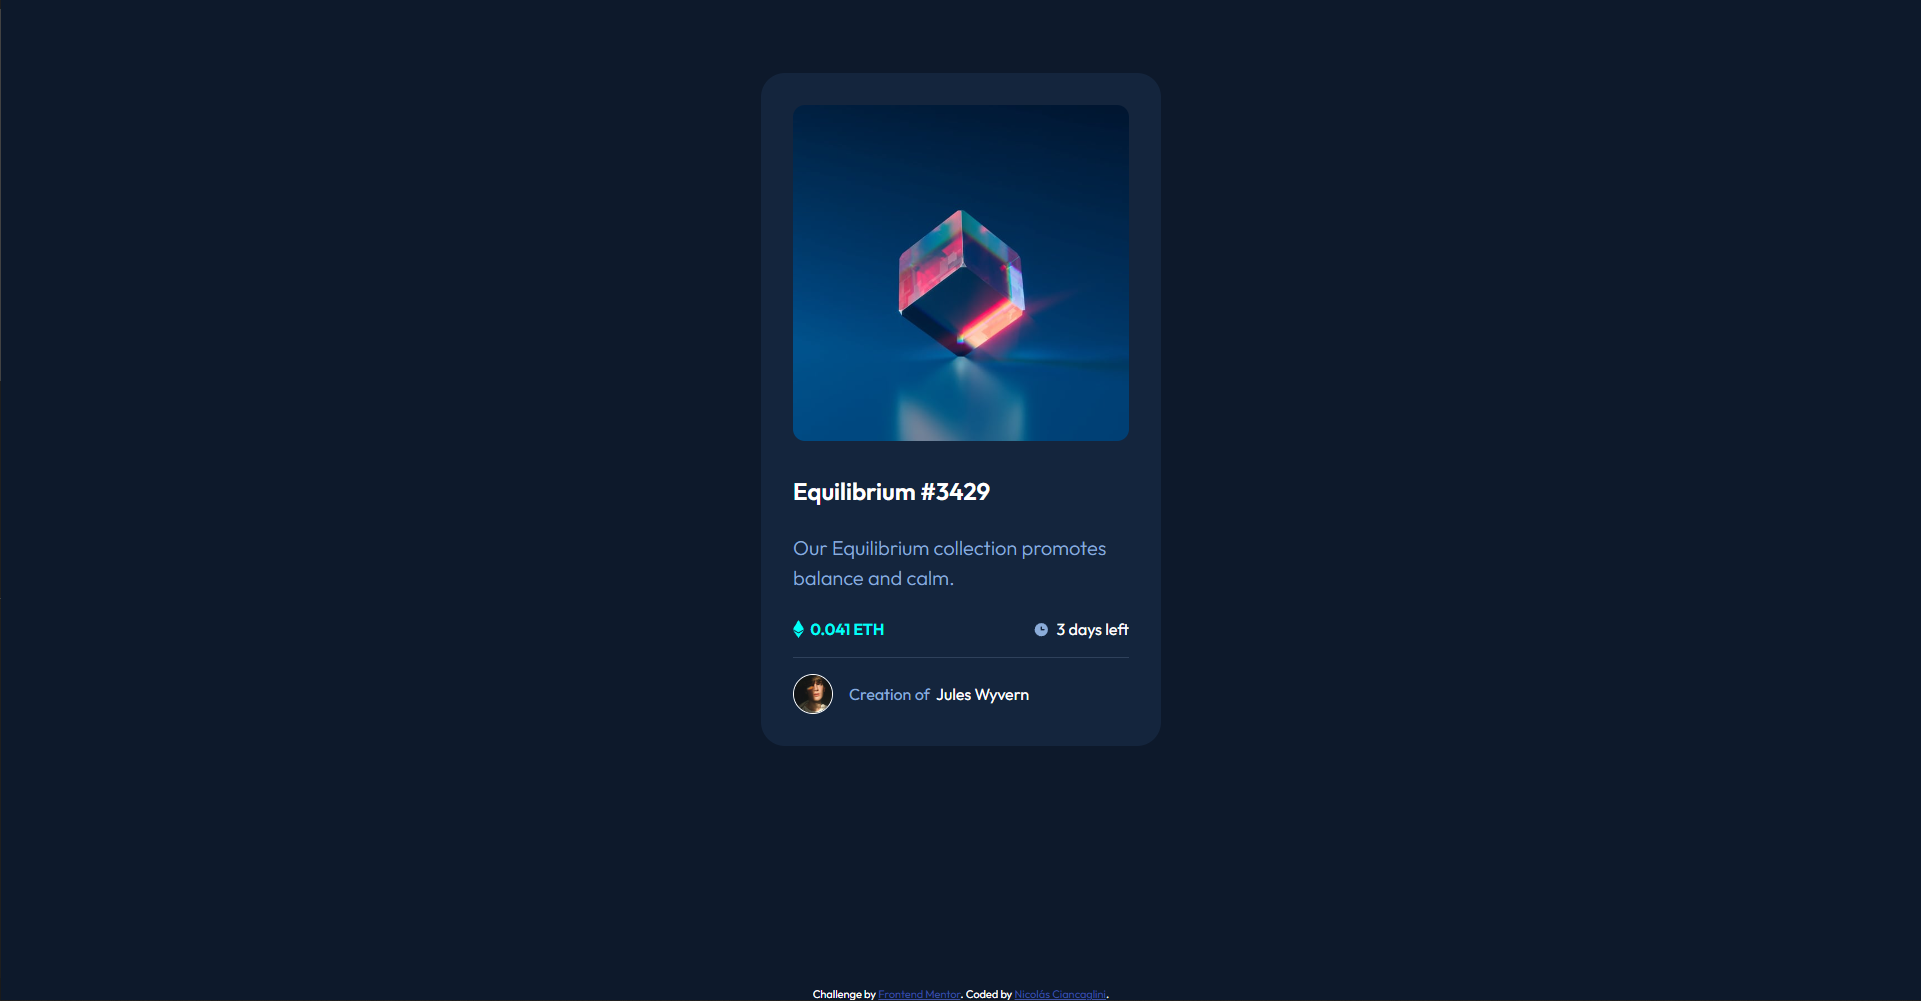 Equilibrium #3429
Our Equilibrium collection promotes
balance and calm.
0.041 ETH
3 days left
Creation of Jules Wyvern
Challenge by Frontend Mentor. Coded by Nicolás Ciancaglini.